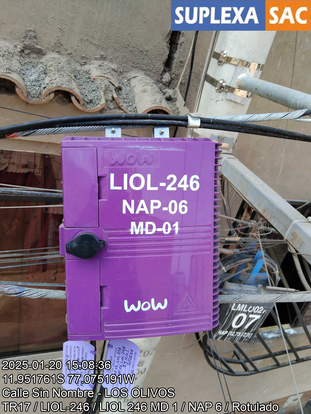 SUPLEXA SAC
WOW
LIOL-246
NAP-06
MD-01
WOW
LMLO02
07
2025-01-20 15:08:36
11.951761S 77.075191W
Calle Sin Nombre - LOS OLIVOS
TR17 / LIOL-246 / LIOL 246 MD 1 / NAP 6 / Rotulado